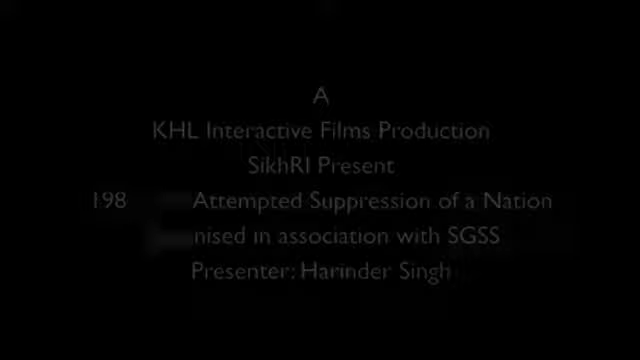 A
KHL Interactive Films Production
SikhRI Present
Attempted Suppression of a Nation
in association with SGSS
Presenter: Harinder Singh